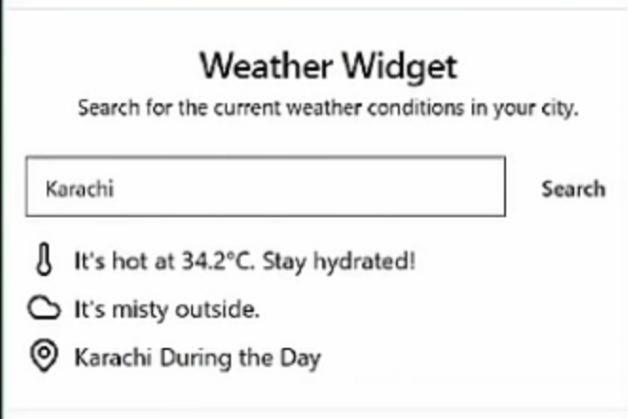 Weather Widget
Search for the current weather conditions in your city.
Karachi
Search
It's hot at 34.2°C. Stay hydrated!
It's misty outside.
Karachi During the Day